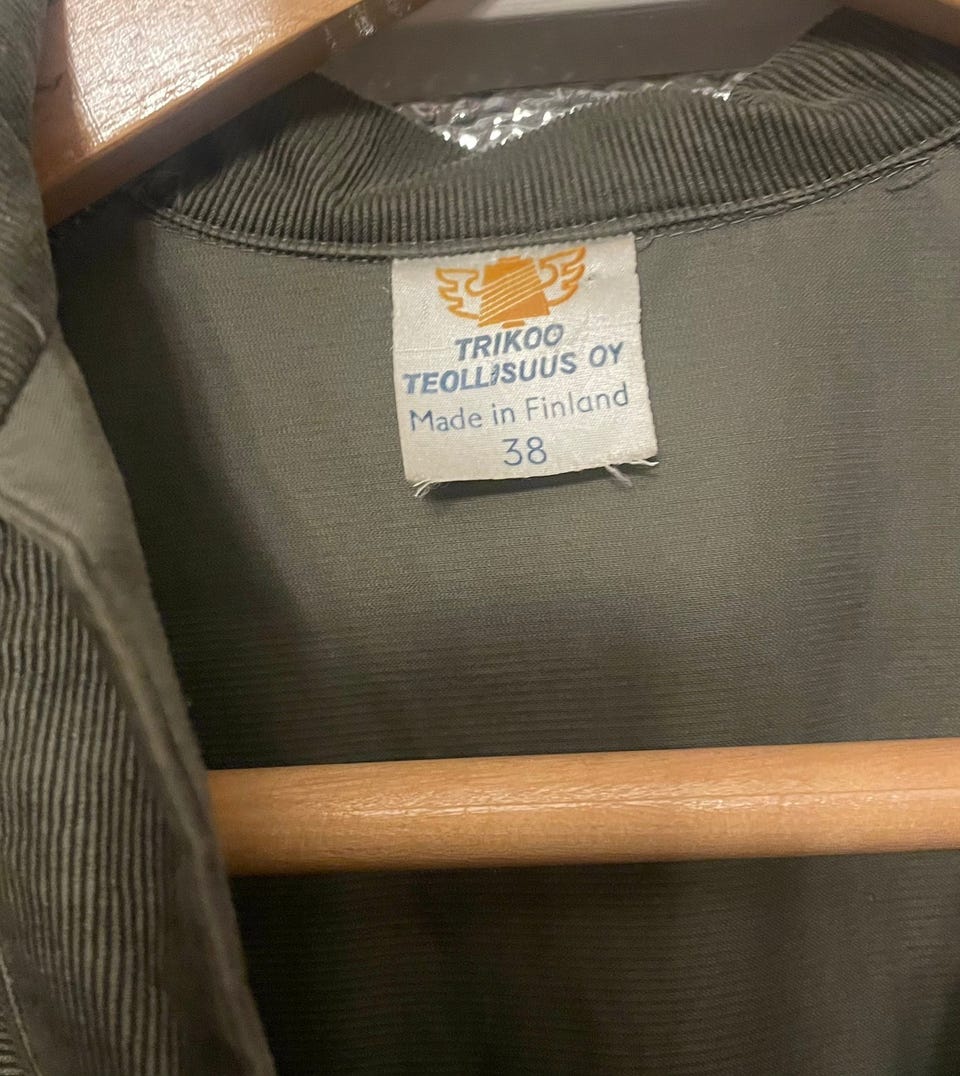 TRIKOO
TEOLLISUUS OY
Made in Finland
38